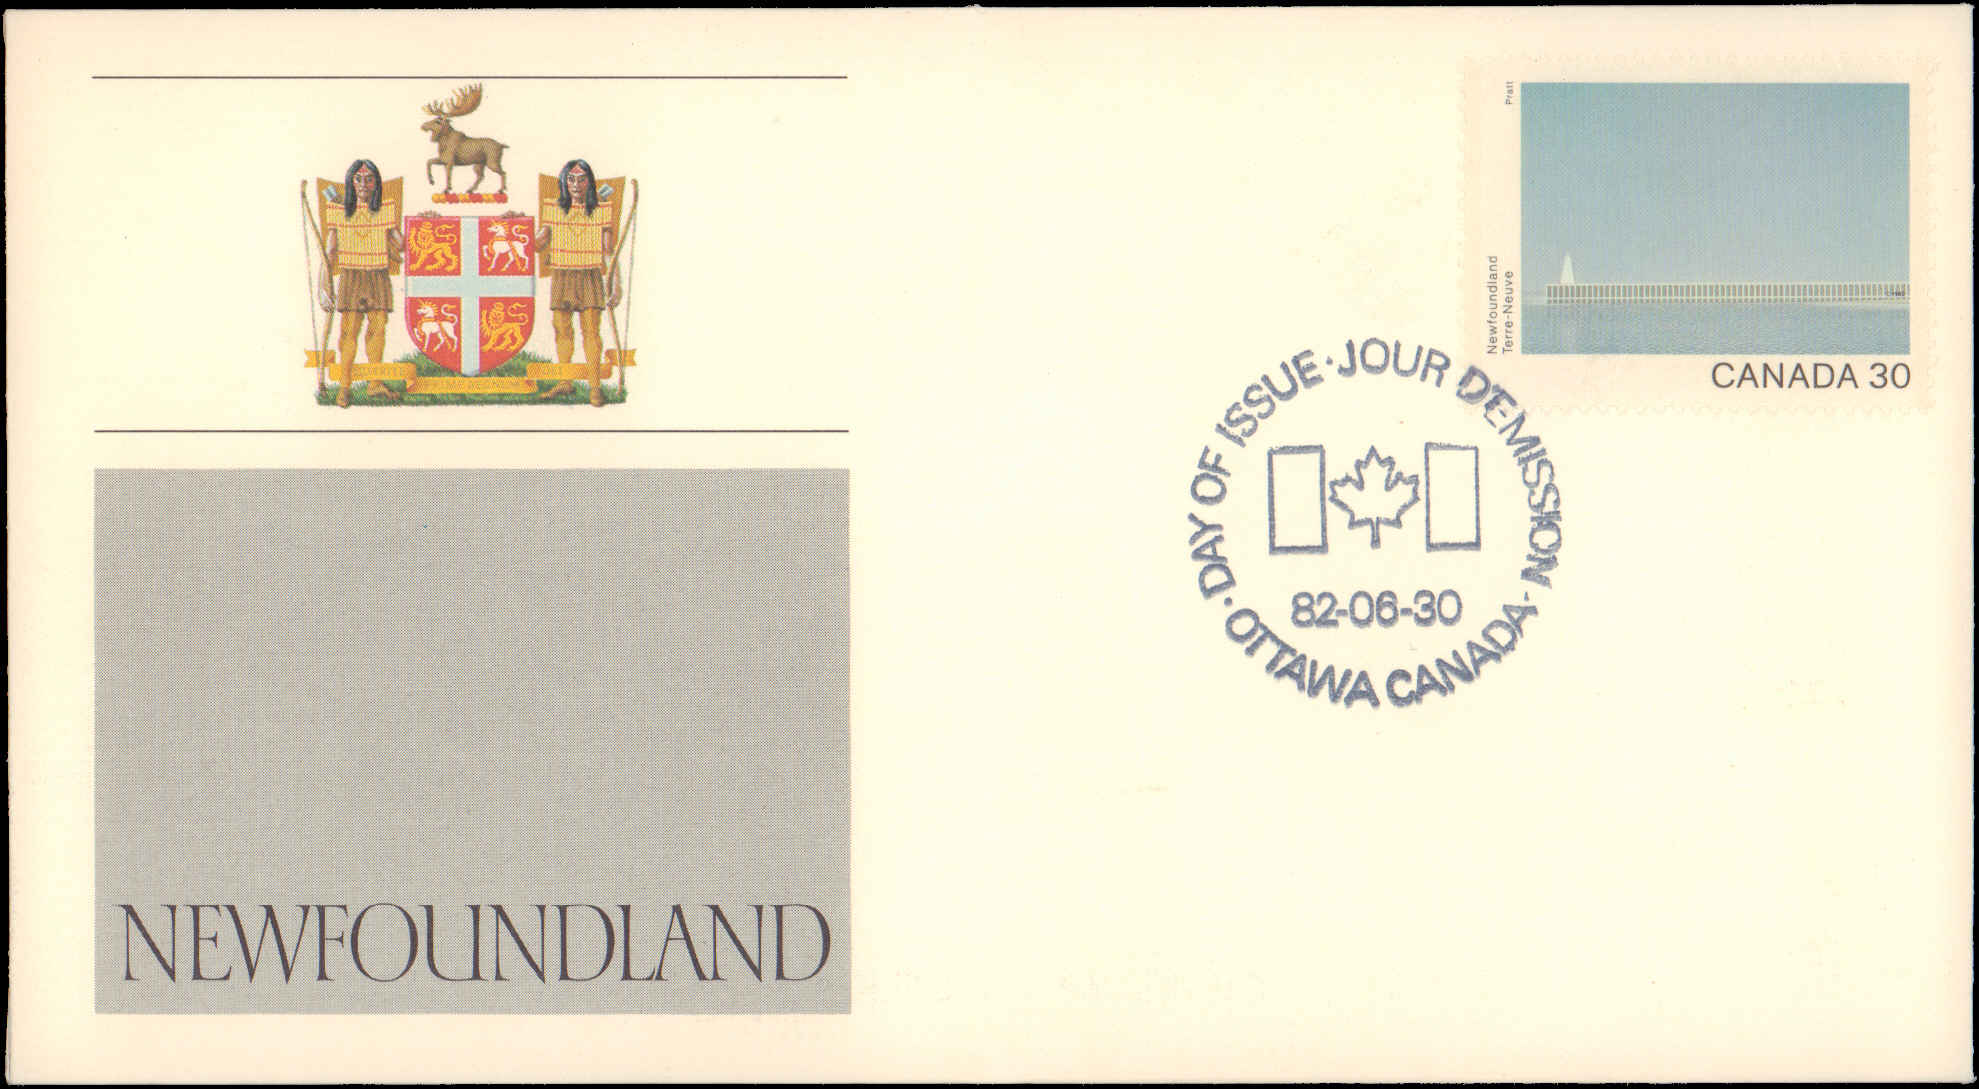 Pratt
Newfoundland
Terre-Neuve
CANADA 30
·DAY OF ISSUE·JOUR D'EMISSION·
82-06-30
OTTAWA CANADA
NEWFOUNDLAND